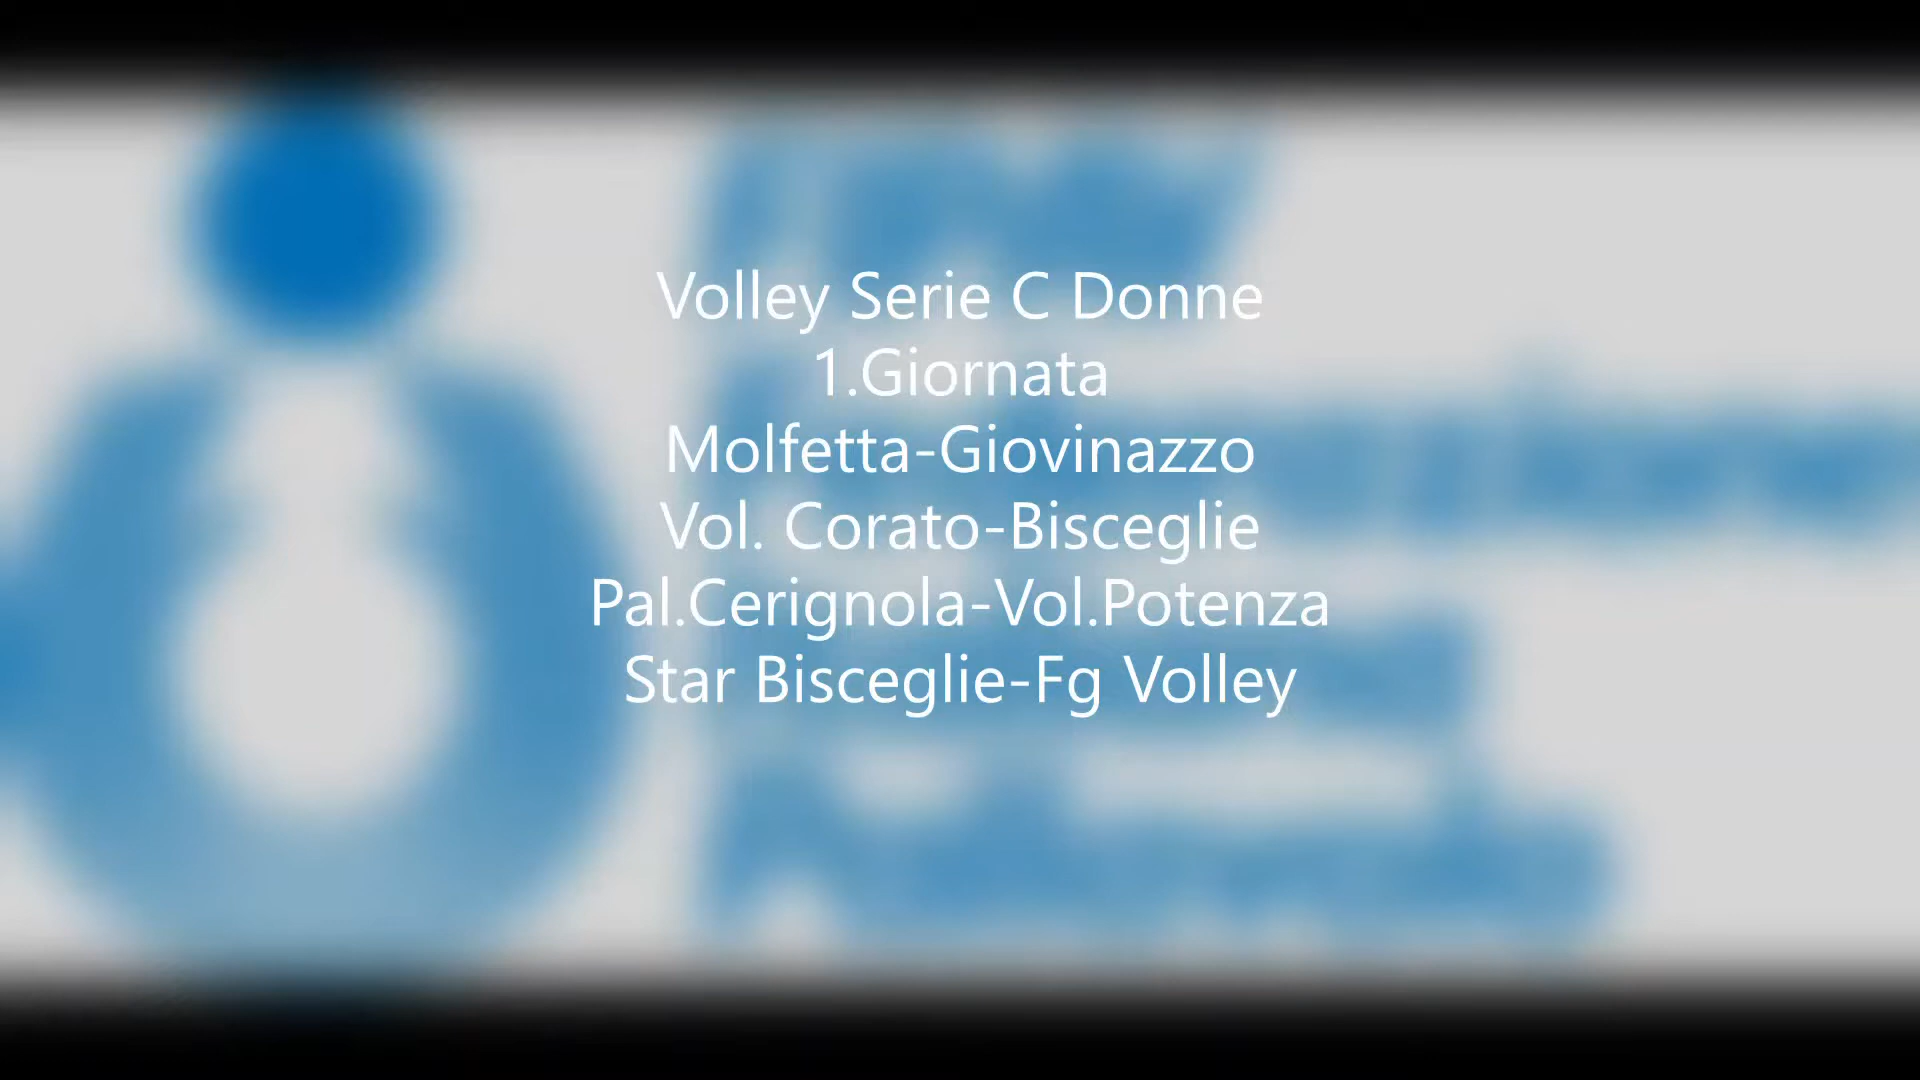 Volley Serie C Donne
1.Giornata
Molfetta-Giovinazzo
Vol. Corato-Bisceglie
Pal.Cerignola-Vol.Potenza
Star Bisceglie-Fg Volley